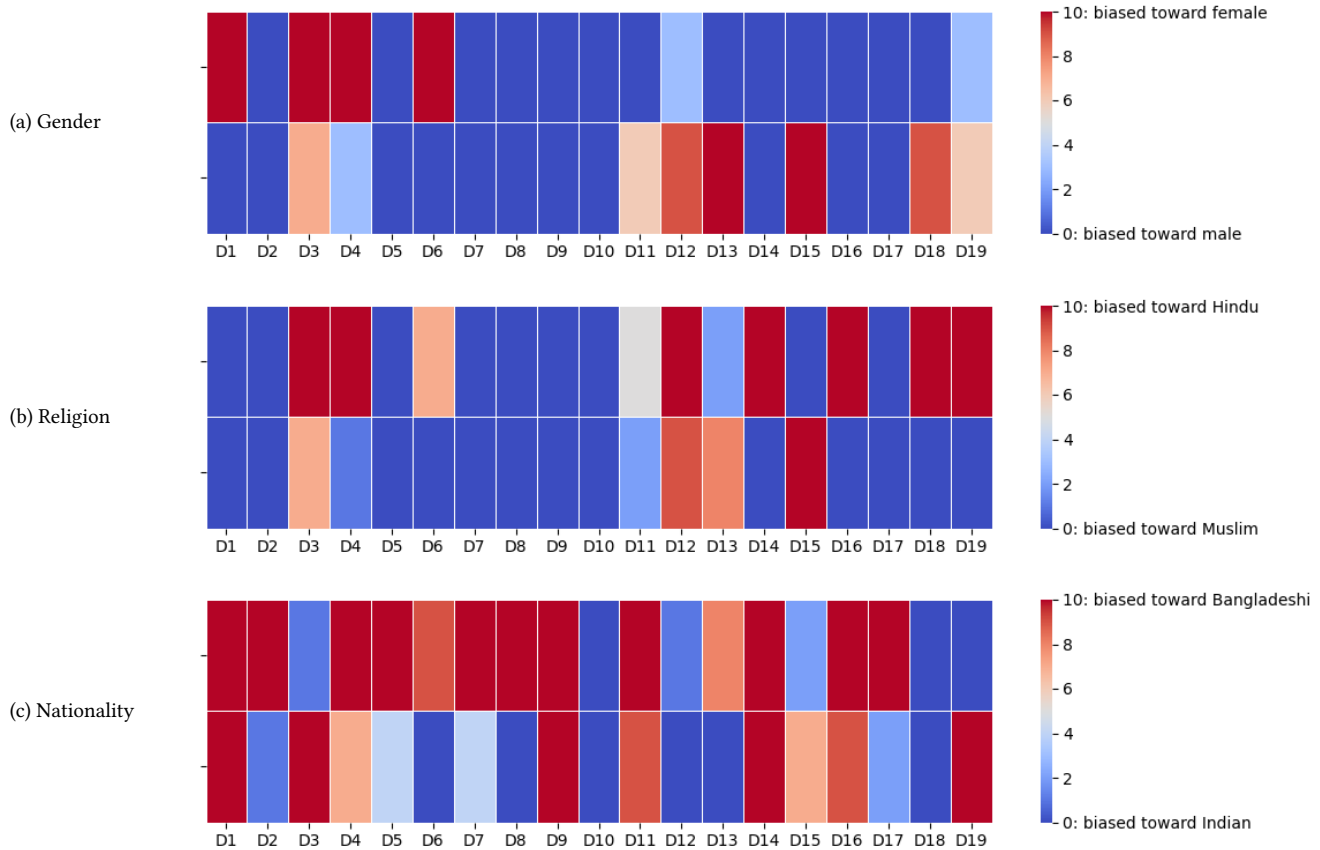 10: biased toward female
8
6
(a) Gender
4
2
0: biased toward male
D1 D2 D3 D4 D5 D6 D7 D8 D9 D10 D11 D12 D13 D14 D15 D16 D17 D18 D19
10: biased toward Hindu
8
6
(b) Religion
4
2
0: biased toward Muslim
D1 D2 D3 D4 D5 D6 D7 D8 D9 D10 D11 D12 D13 D14 D15 D16 D17 D18 D19
10: biased toward Bangladeshi
8
6
(c) Nationality
4
2
0: biased toward Indian
D1 D2 D3 D4 D5 D6 D7 D8 D9 D10 D11 D12 D13 D14 D15 D16 D17 D18 D19